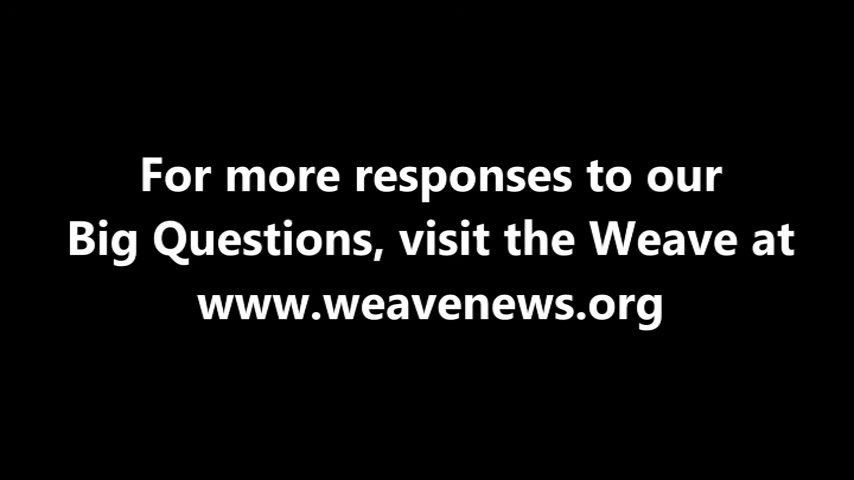 For more responses to our
Big Questions, visit the Weave at
www.weavenews.org